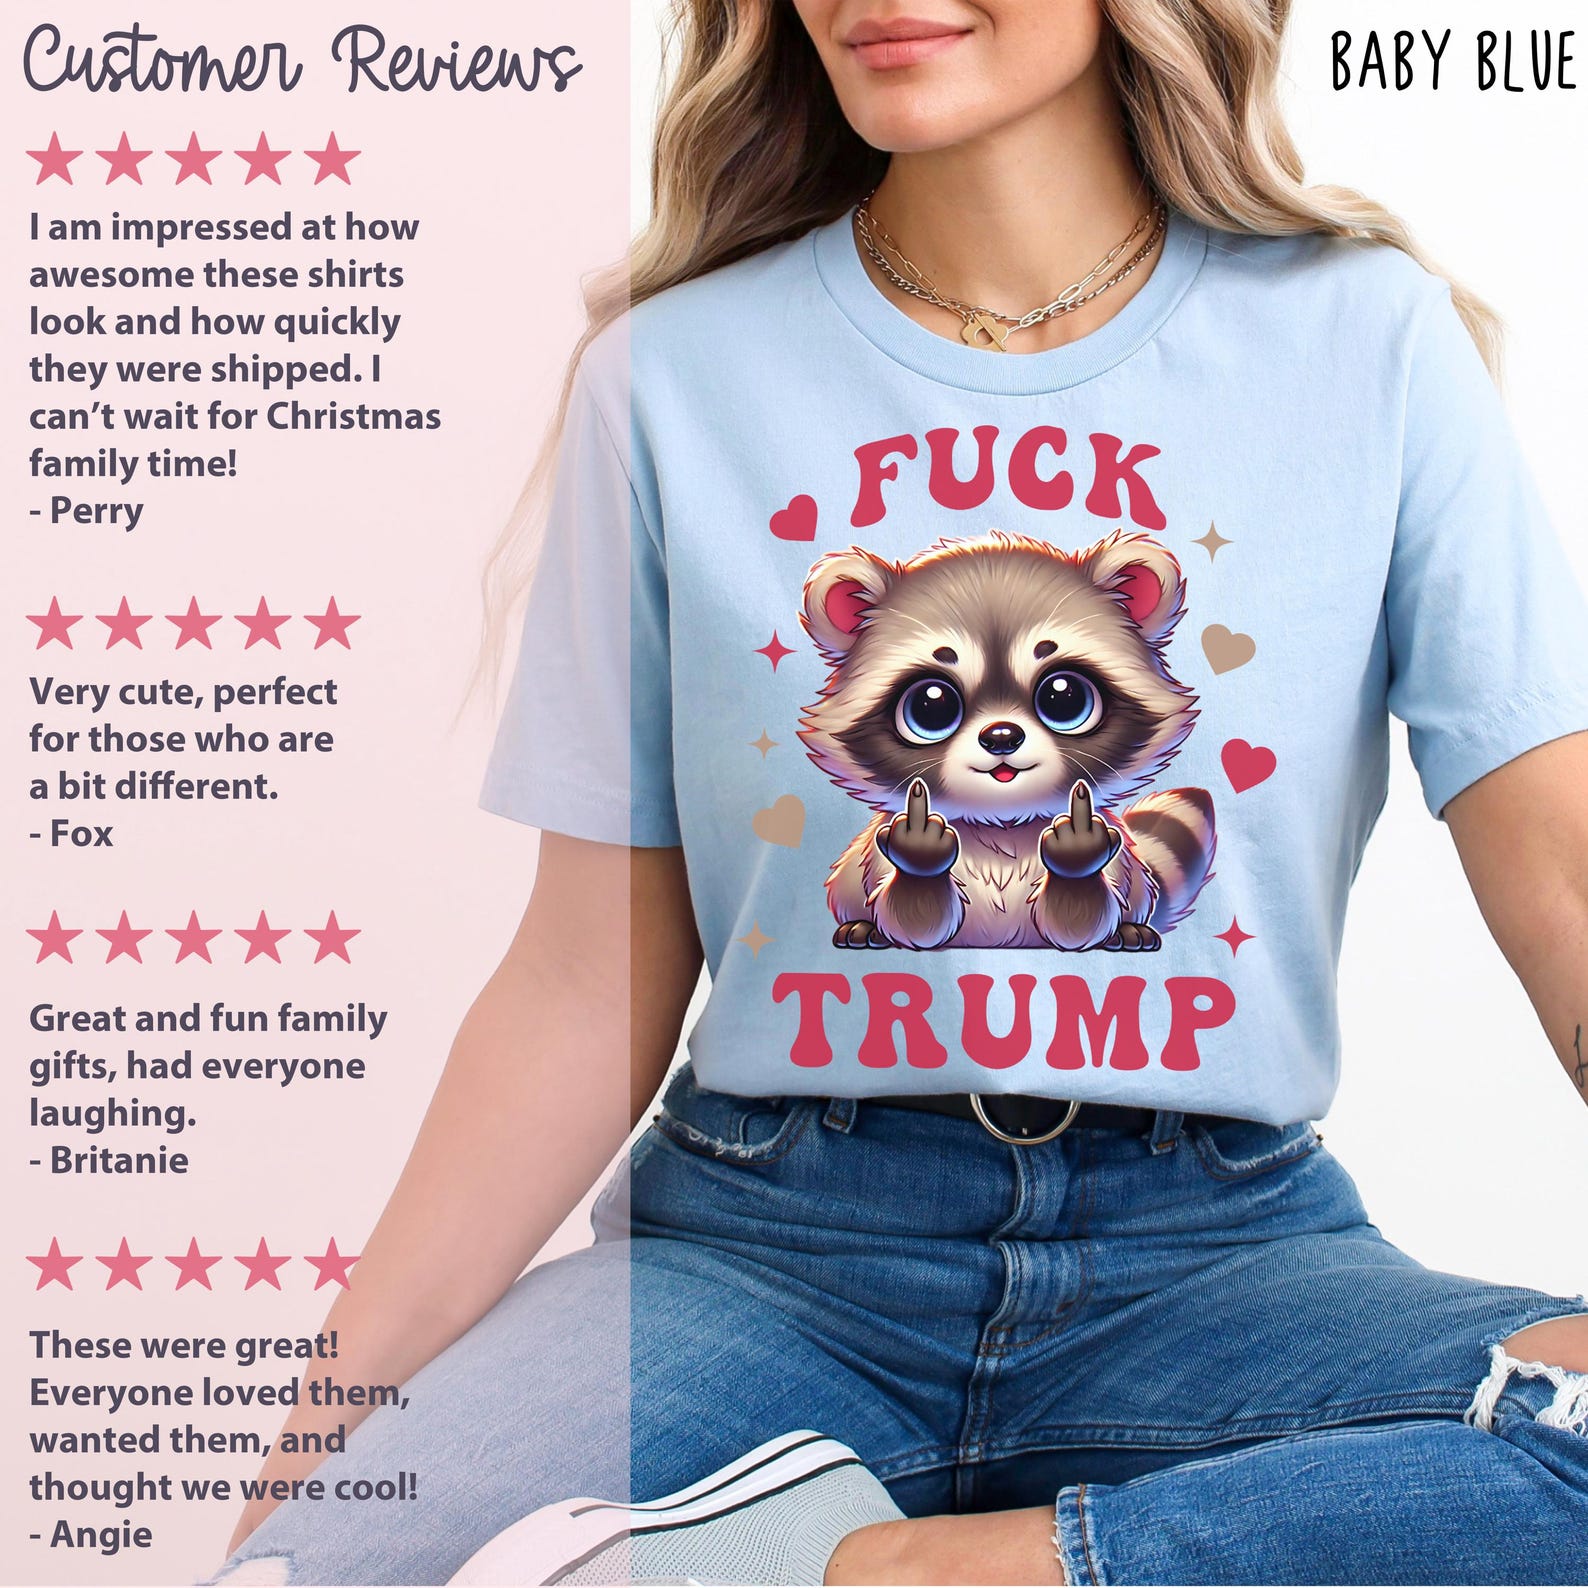 Customer Reviews
I am impressed at how
awesome these shirts
look and how quickly
they were shipped. I
can’t wait for Christmas
family time!
- Perry
Very cute, perfect
for those who are
a bit different.
- Fox
Great and fun family
gifts, had everyone
laughing.
- Britanie
These were great!
Everyone loved them,
wanted them, and
thought we were cool!
- Angie
BABY BLUE
FUCK
TRUMP